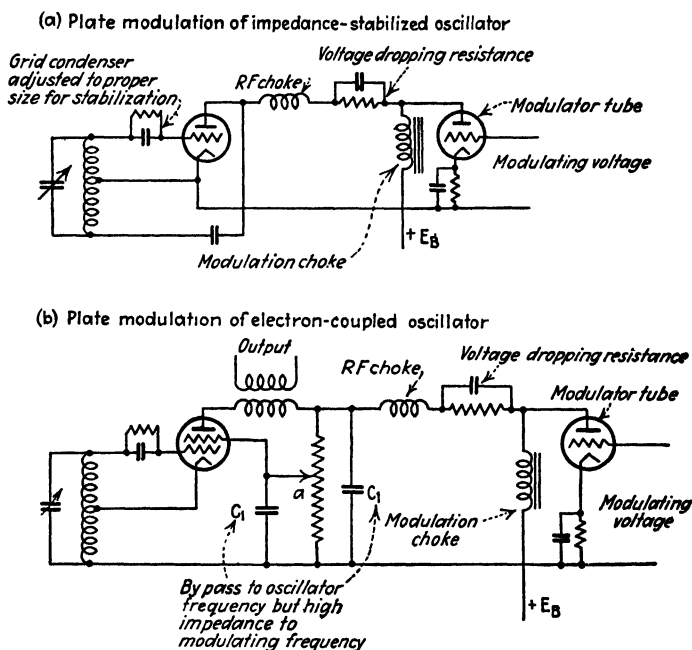 (a) Plate modulation of impedance-stabilized oscillator
Grid condenser
adjusted to proper
size for stabilization
RF choke
Voltage dropping resistance
Modulator tube
Modulating voltage
Modulation choke
+ EB
(b) Plate modulation of electron-coupled oscillator
Output
RF choke
Voltage dropping resistance
Modulator tube
a
C1
C1
Modulation
choke
Modulating
voltage
By pass to oscillator
frequency but high
impedance to
modulating frequency
+ EB